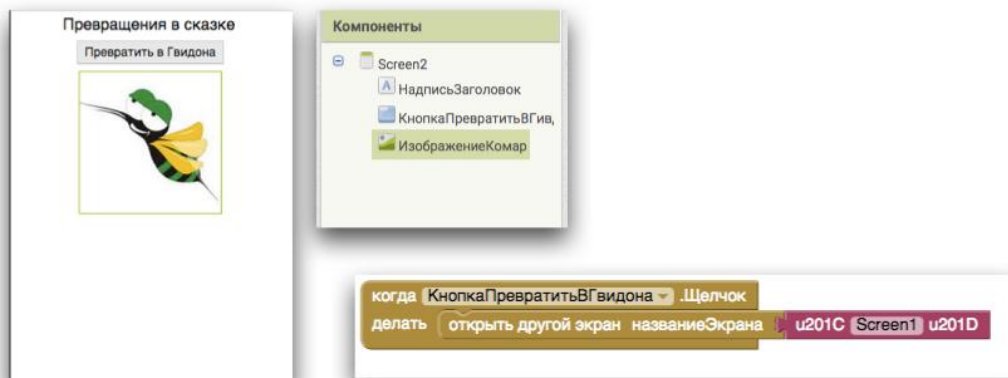 Превращения в сказке
Превратить в Гвидона
Компоненты
Screen2
НадписьЗаголовок
КнопкаПревратитьВГив,
ИзображениеКомар
когда КнопкаПревратитьВГвидона .Щелчок
делать открыть другой экран названиеЭкрана u201C Screen1 u201D